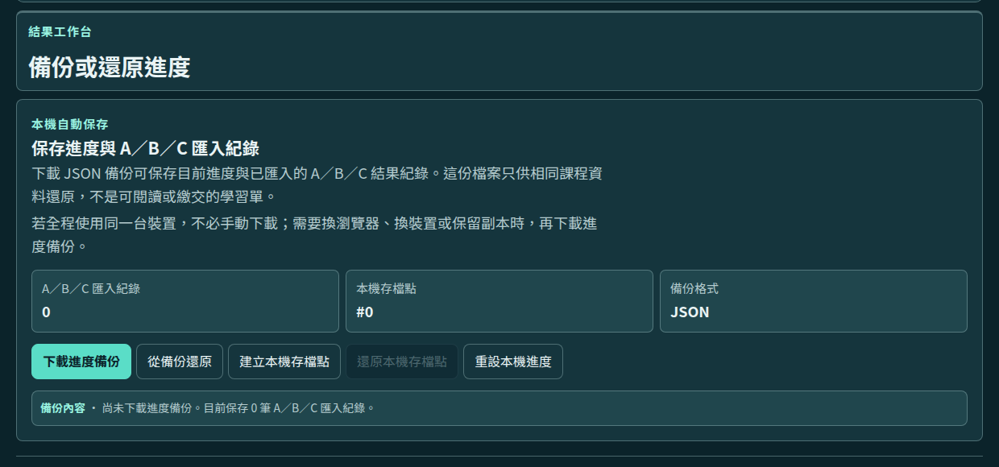 結果工作台
備份或還原進度
本機自動保存
保存進度與 A／B／C 匯入紀錄
下載 JSON 備份可保存目前進度與已匯入的 A／B／C 結果紀錄。這份檔案只供相同課程資
料還原，不是可閱讀或繳交的學習單。
若全程使用同一台裝置，不必手動下載；需要換瀏覽器、換裝置或保留副本時，再下載進
度備份。
A／B／C 匯入紀錄
0
本機存檔點
#0
備份格式
JSON
下載進度備份
從備份還原
建立本機存檔點
還原本機存檔點
重設本機進度
備份內容 · 尚未下載進度備份。目前保存 0 筆 A／B／C 匯入紀錄。